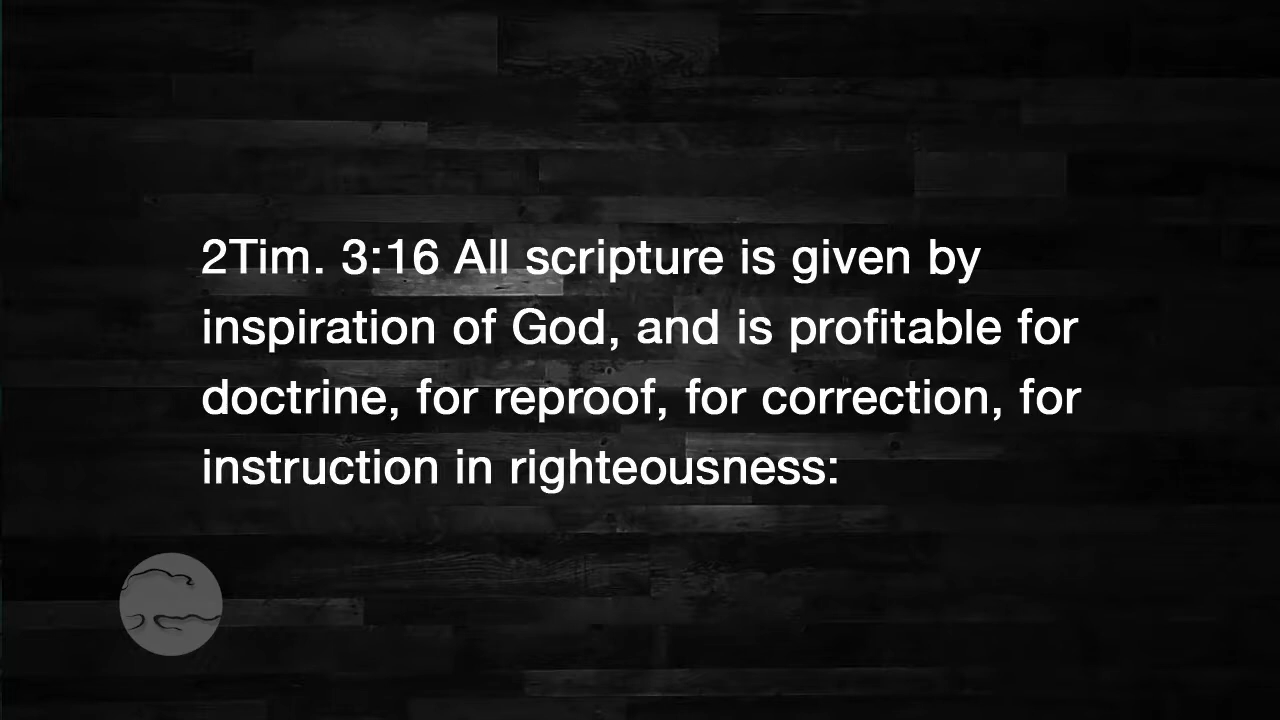 2Tim. 3:16 All scripture is given by
inspiration of God, and is profitable for
doctrine, for reproof, for correction, for
instruction in righteousness: